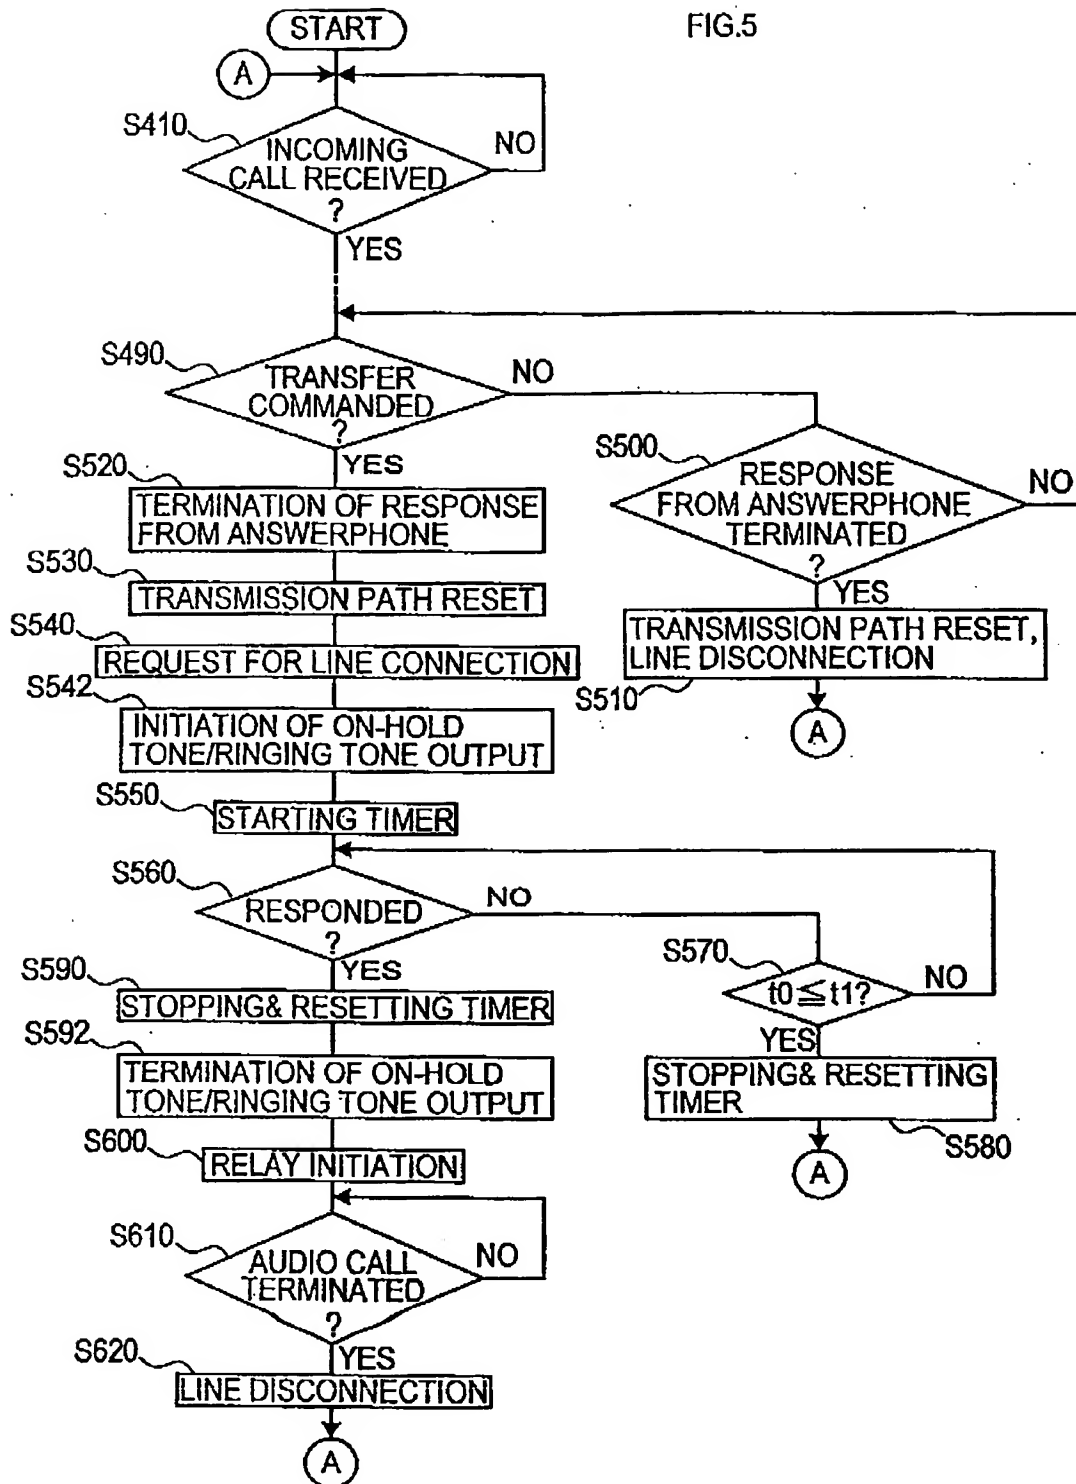 FIG.5
START
A
S410
INCOMING
CALL RECEIVED
?
NO
YES
S490
TRANSFER
COMMANDED
?
NO
YES
S500
RESPONSE
FROM ANSWERPHONE
TERMINATED
?
NO
YES
S520
TERMINATION OF RESPONSE
FROM ANSWERPHONE
S530
TRANSMISSION PATH RESET
TRANSMISSION PATH RESET,
LINE DISCONNECTION
S510
A
S540
REQUEST FOR LINE CONNECTION
S542
INITIATION OF ON-HOLD
TONE/RINGING TONE OUTPUT
S550
STARTING TIMER
S560
RESPONDED
?
NO
YES
S570
t0≦t1?
NO
YES
S590
STOPPING& RESETTING TIMER
S592
TERMINATION OF ON-HOLD
TONE/RINGING TONE OUTPUT
STOPPING& RESETTING
TIMER
S580
A
S600
RELAY INITIATION
S610
AUDIO CALL
TERMINATED
?
NO
YES
S620
LINE DISCONNECTION
A